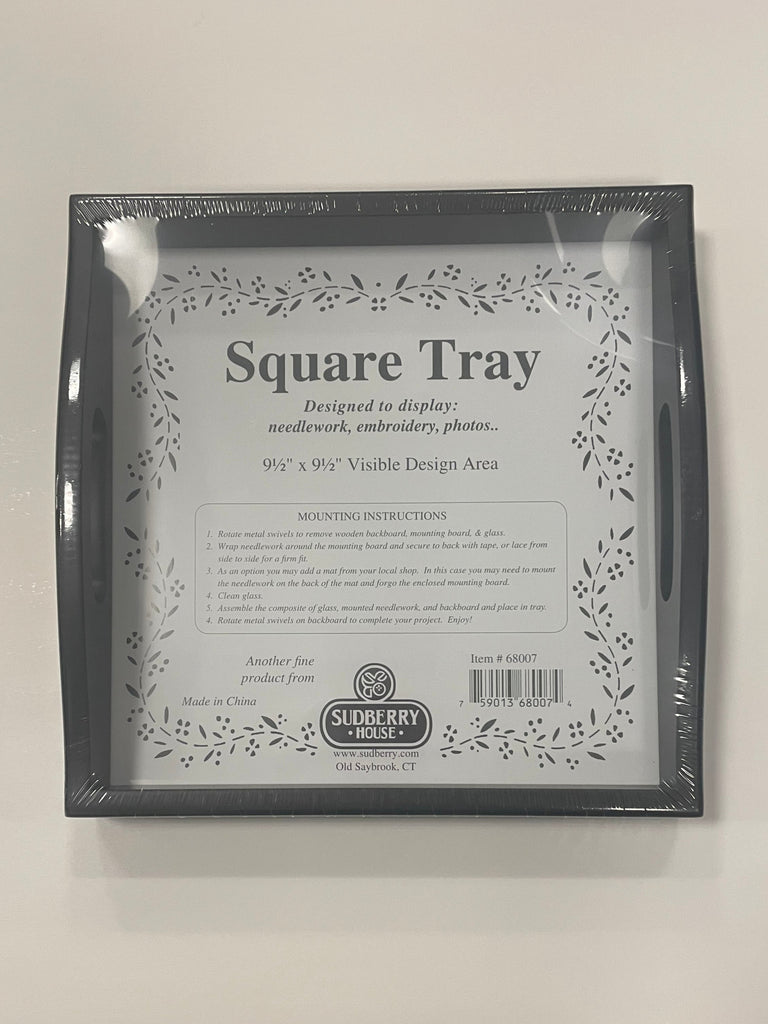 Square Tray
Designed to display:
needlework, embroidery, photos..
9½" x 9½" Visible Design Area
MOUNTING INSTRUCTIONS
1. Rotate metal swivels to remove wooden backboard, mounting board, & glass.
2. Wrap needlework around the mounting board and secure to back with tape, or lace from
side to side for a firm fit.
3. As an option you may add a mat from your local shop. In this case you may need to mount
the needlework on the back of the mat and forgo the enclosed mounting board.
4. Clean glass.
5. Assemble the composite of glass, mounted needlework, and backboard and place in tray.
4. Rotate metal swivels on backboard to complete your project. Enjoy!
Another fine
product from
Made in China
SUDBERRY
HOUSE
www.sudberry.com
Old Saybrook, CT
Item # 68007
7 59013 68007 4